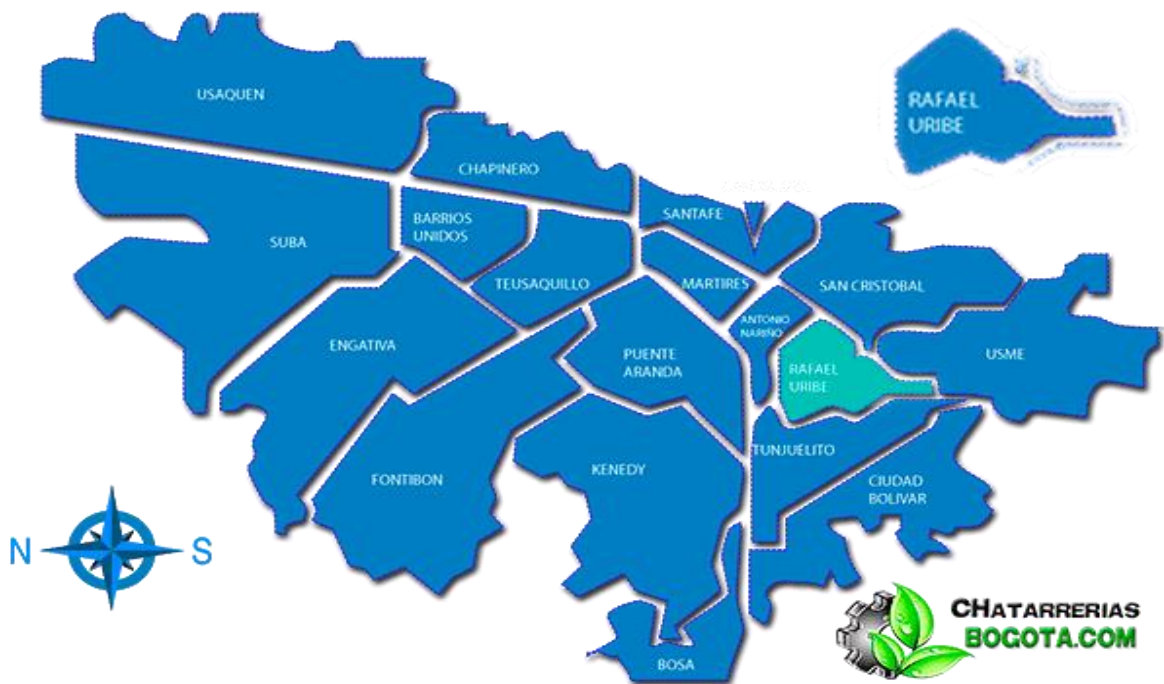 USAQUEN
RAFAEL
URIBE
CHAPINERO
SANTAFE
BARRIOS
UNIDOS
SUBA
TEUSAQUILLO
MARTIRES
SAN CRISTOBAL
ANTONIO
NARIÑO
ENGATIVA
PUENTE
ARANDA
USME
RAFAEL
URIBE
TUNJUELITO
KENEDY
FONTIBON
CIUDAD
BOLIVAR
N S
CHATARRERIAS
BOGOTA.COM
BOSA